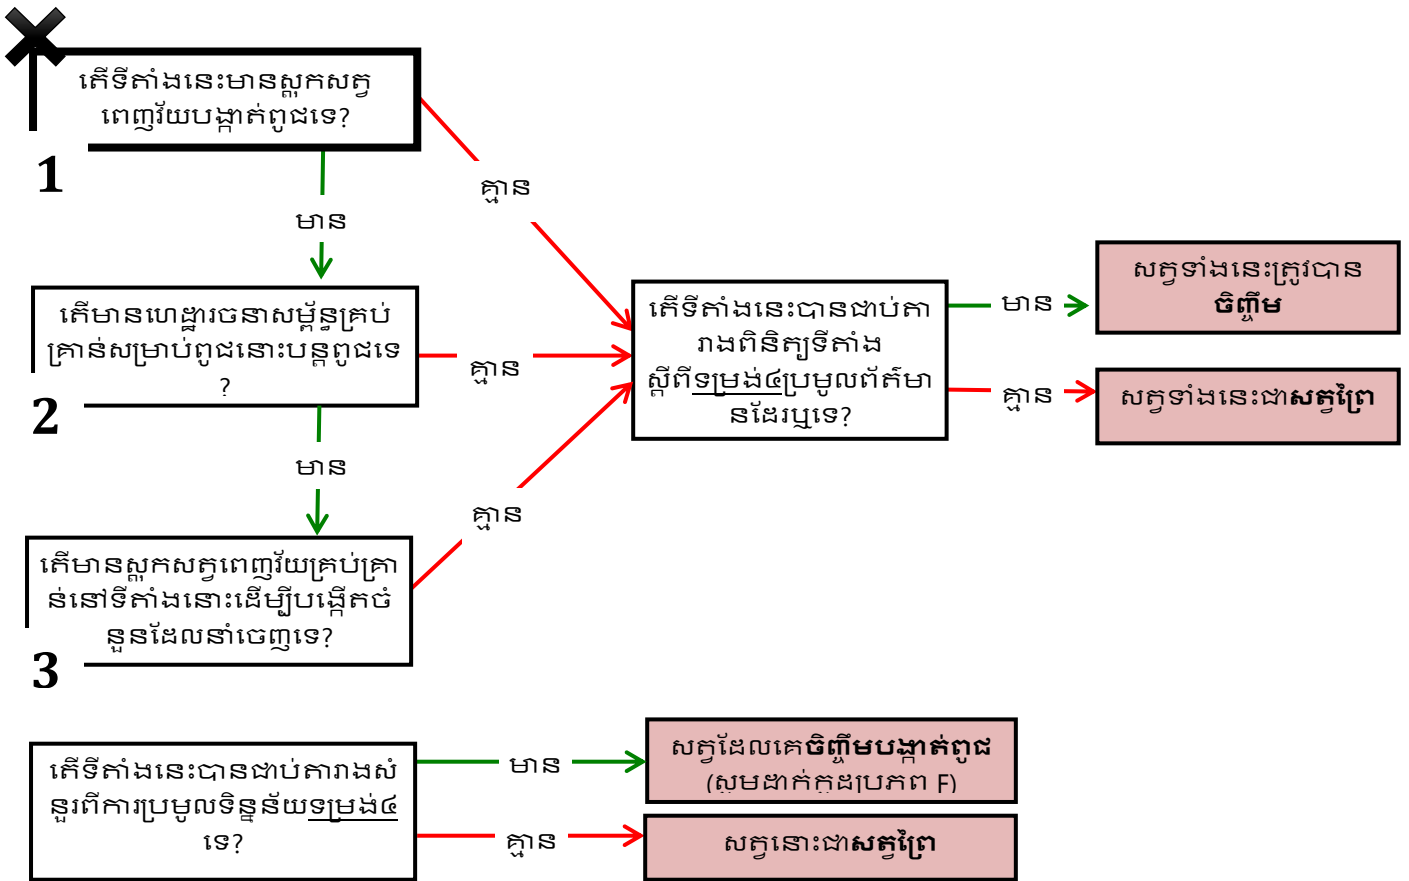 តើទីតាំងនេះមានស្តុកសត្វ
ពេញវ័យបង្កាត់ពូជទេ?
1
គ្មាន
មាន
តើមានហេដ្ឋារចនាសម្ព័ន្ធគ្រប់
គ្រាន់សម្រាប់ពូជនោះបន្តពូជទេ
?
2
គ្មាន
មាន
តើមានស្តុកសត្វពេញវ័យគ្រប់គ្រា
ន់នៅទីតាំងនោះដើម្បីបង្កើតចំ
នួនដែលនាំចេញទេ?
3
គ្មាន
តើទីតាំងនេះបានជាប់តា
រាងពិនិត្យទីតាំង
ស្តីពីទម្រង់៤ប្រមូលព័ត៌មា
នដែរឬទេ?
មាន
សត្វទាំងនេះត្រូវបាន
ចិញ្ចឹម
គ្មាន
សត្វទាំងនេះជាសត្វព្រៃ
តើទីតាំងនេះបានជាប់តារាងសំ
នួរពីការប្រមូលទិន្នន័យទម្រង់៤
ទេ?
មាន
សត្វដែលគេចិញ្ចឹមបង្កាត់ពូជ
(សូមដាក់កូដប្រភព F)
គ្មាន
សត្វនោះជាសត្វព្រៃ